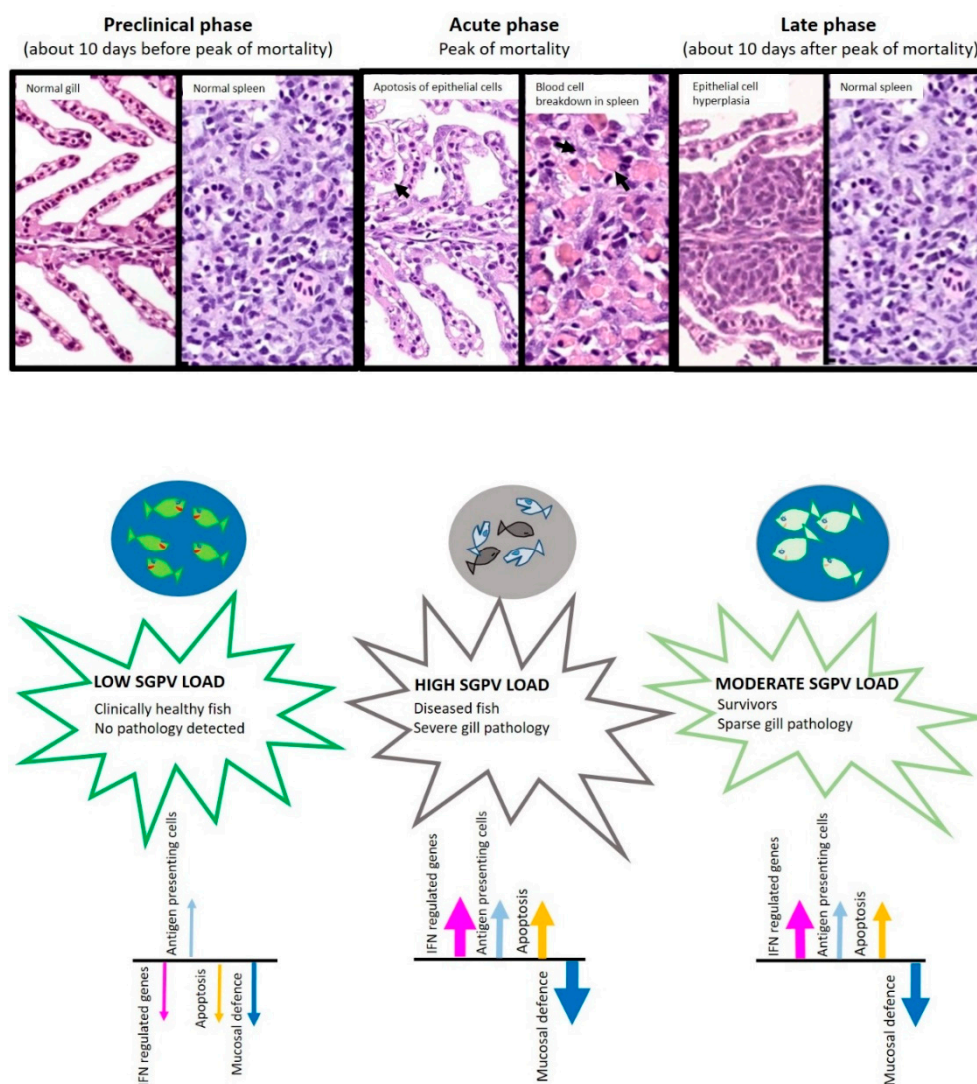 Preclinical phase
(about 10 days before peak of mortality)
Acute phase
Peak of mortality
Late phase
(about 10 days after peak of mortality)
Normal gill
Normal spleen
Apotosis of epithelial cells
Blood cell
breakdown in spleen
Epithelial cell
hyperplasia
Normal spleen
LOW SGPV LOAD
Clinically healthy fish
No pathology detected
HIGH SGPV LOAD
Diseased fish
Severe gill pathology
MODERATE SGPV LOAD
Survivors
Sparse gill pathology
Antigen presenting cells
IFN regulated genes
Apoptosis
Mucosal defence
IFN regulated genes
Antigen presenting cells
Apoptosis
Mucosal defence
IFN regulated genes
Antigen presenting cells
Apoptosis
Mucosal defence